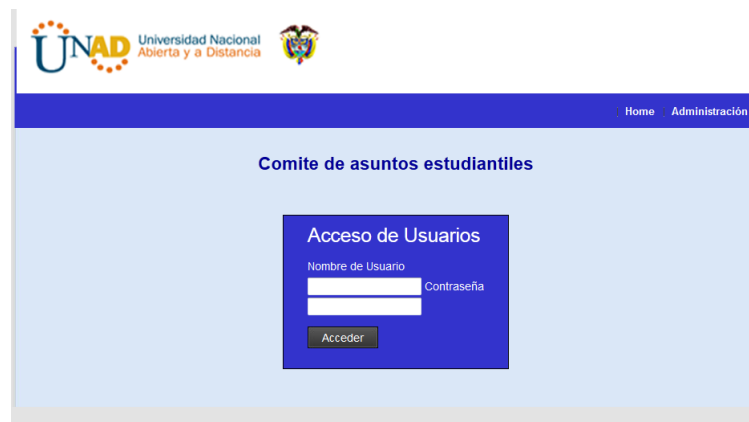 UNAD Universidad Nacional
Abierta y a Distancia
Home Administración
Comite de asuntos estudiantiles
Acceso de Usuarios
Nombre de Usuario
Contraseña
Acceder